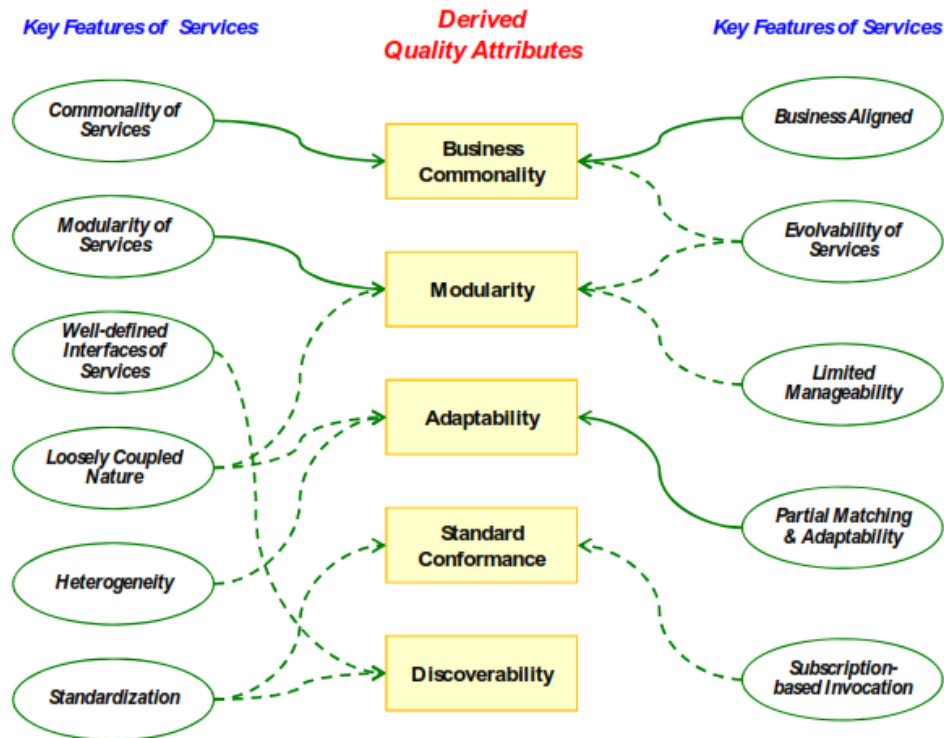 Key Features of Services
Derived
Quality Attributes
Key Features of Services
Commonality of
Services
Modularity of
Services
Well-defined
Interfaces of
Services
Loosely Coupled
Nature
Heterogeneity
Standardization
Business
Commonality
Modularity
Adaptability
Standard
Conformance
Discoverability
Business Aligned
Evolvability of
Services
Limited
Manageability
Partial Matching
& Adaptability
Subscription-
based Invocation